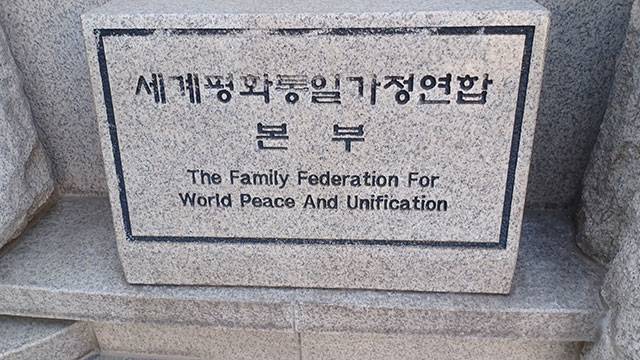 세계평화통일가정연합
본 부
The Family Federation For
World Peace And Unification